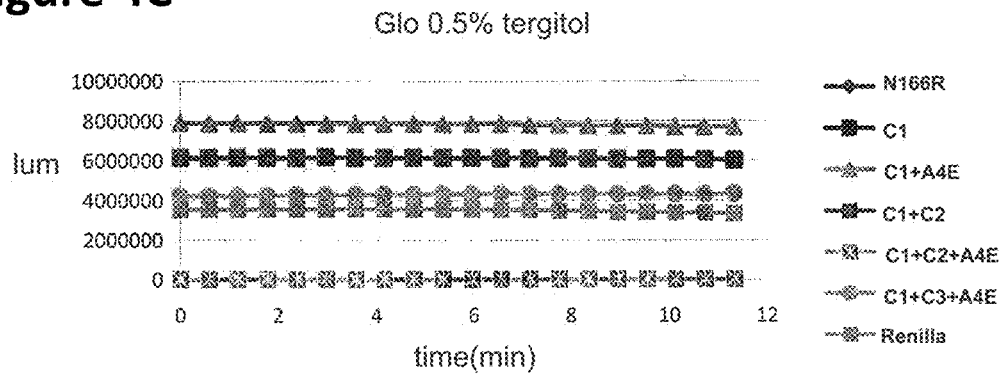 Glo 0.5% tergitol
10000000
8000000
6000000
4000000
2000000
0
lum
0 2 4 6 8 10 12
time(min)
N166R
C1
C1+A4E
C1+C2
C1+C2+A4E
C1+C3+A4E
Renilla